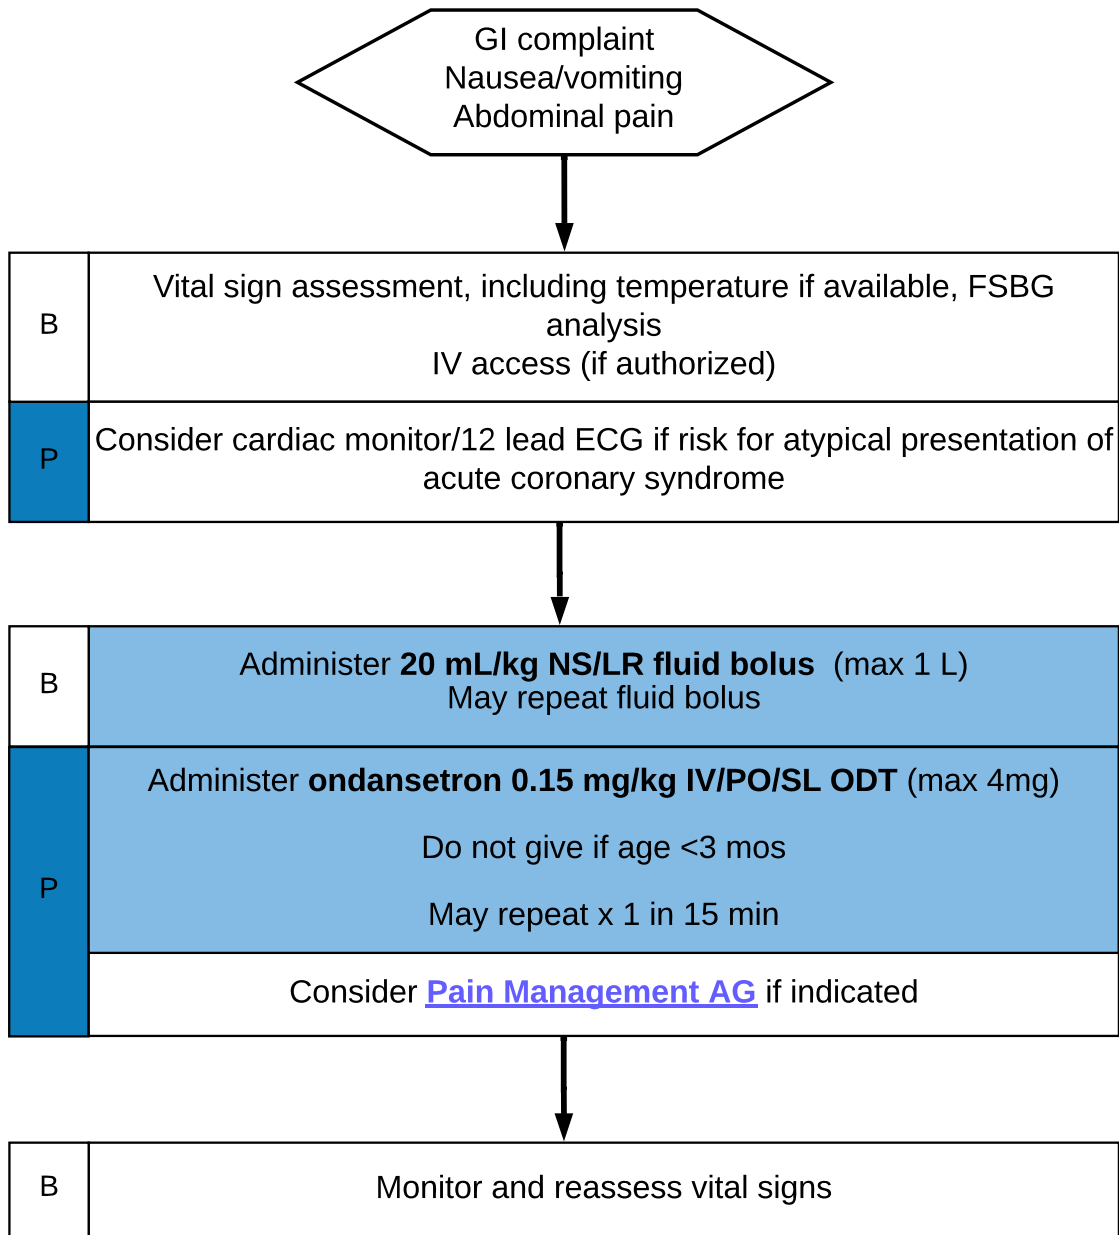 GI complaint
Nausea/vomiting
Abdominal pain
B
Vital sign assessment, including temperature if available, FSBG
analysis
IV access (if authorized)
P
Consider cardiac monitor/12 lead ECG if risk for atypical presentation of
acute coronary syndrome
B
Administer 20 mL/kg NS/LR fluid bolus (max 1 L)
May repeat fluid bolus
P
Administer ondansetron 0.15 mg/kg IV/PO/SL ODT (max 4mg)
Do not give if age <3 mos
May repeat x 1 in 15 min
Consider Pain Management AG if indicated
B
Monitor and reassess vital signs